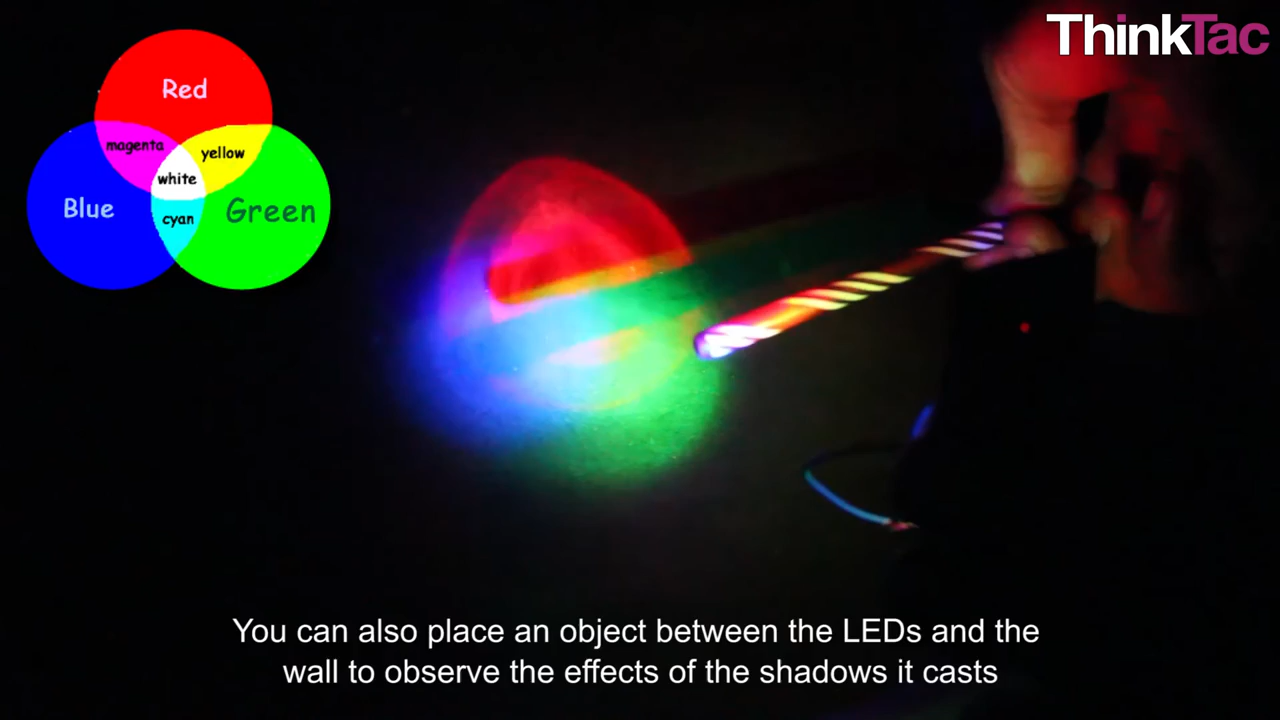 ThinkTac
Red
magenta
yellow
white
Blue
Green
cyan
You can also place an object between the LEDs and the
wall to observe the effects of the shadows it casts